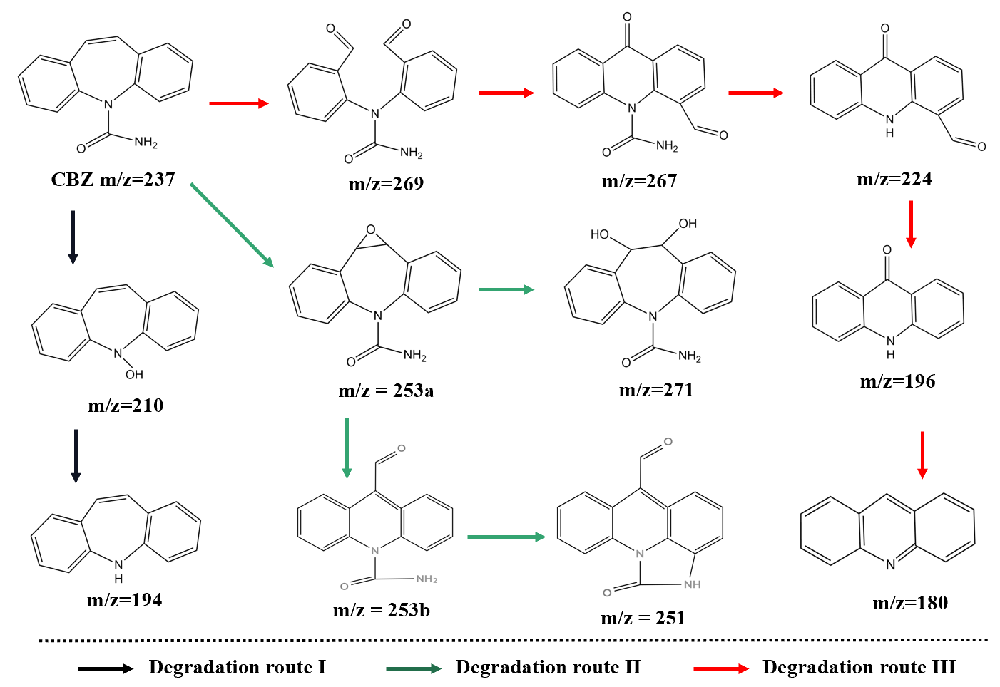 O
O
O
O
N
O
NH₂
N
O
NH₂
N
O
NH₂
O
N
H
O
CBZ m/z=237
m/z=269
m/z=267
m/z=224
O
HO
OH
O
N
OH
N
O
NH₂
N
O
NH₂
N
H
m/z=210
m/z = 253a
m/z=271
m/z=196
O
O
N
H
N
O
NH₂
N
O
NH
N
m/z=194
m/z = 253b
m/z = 251
m/z=180
Degradation route I
Degradation route II
Degradation route III